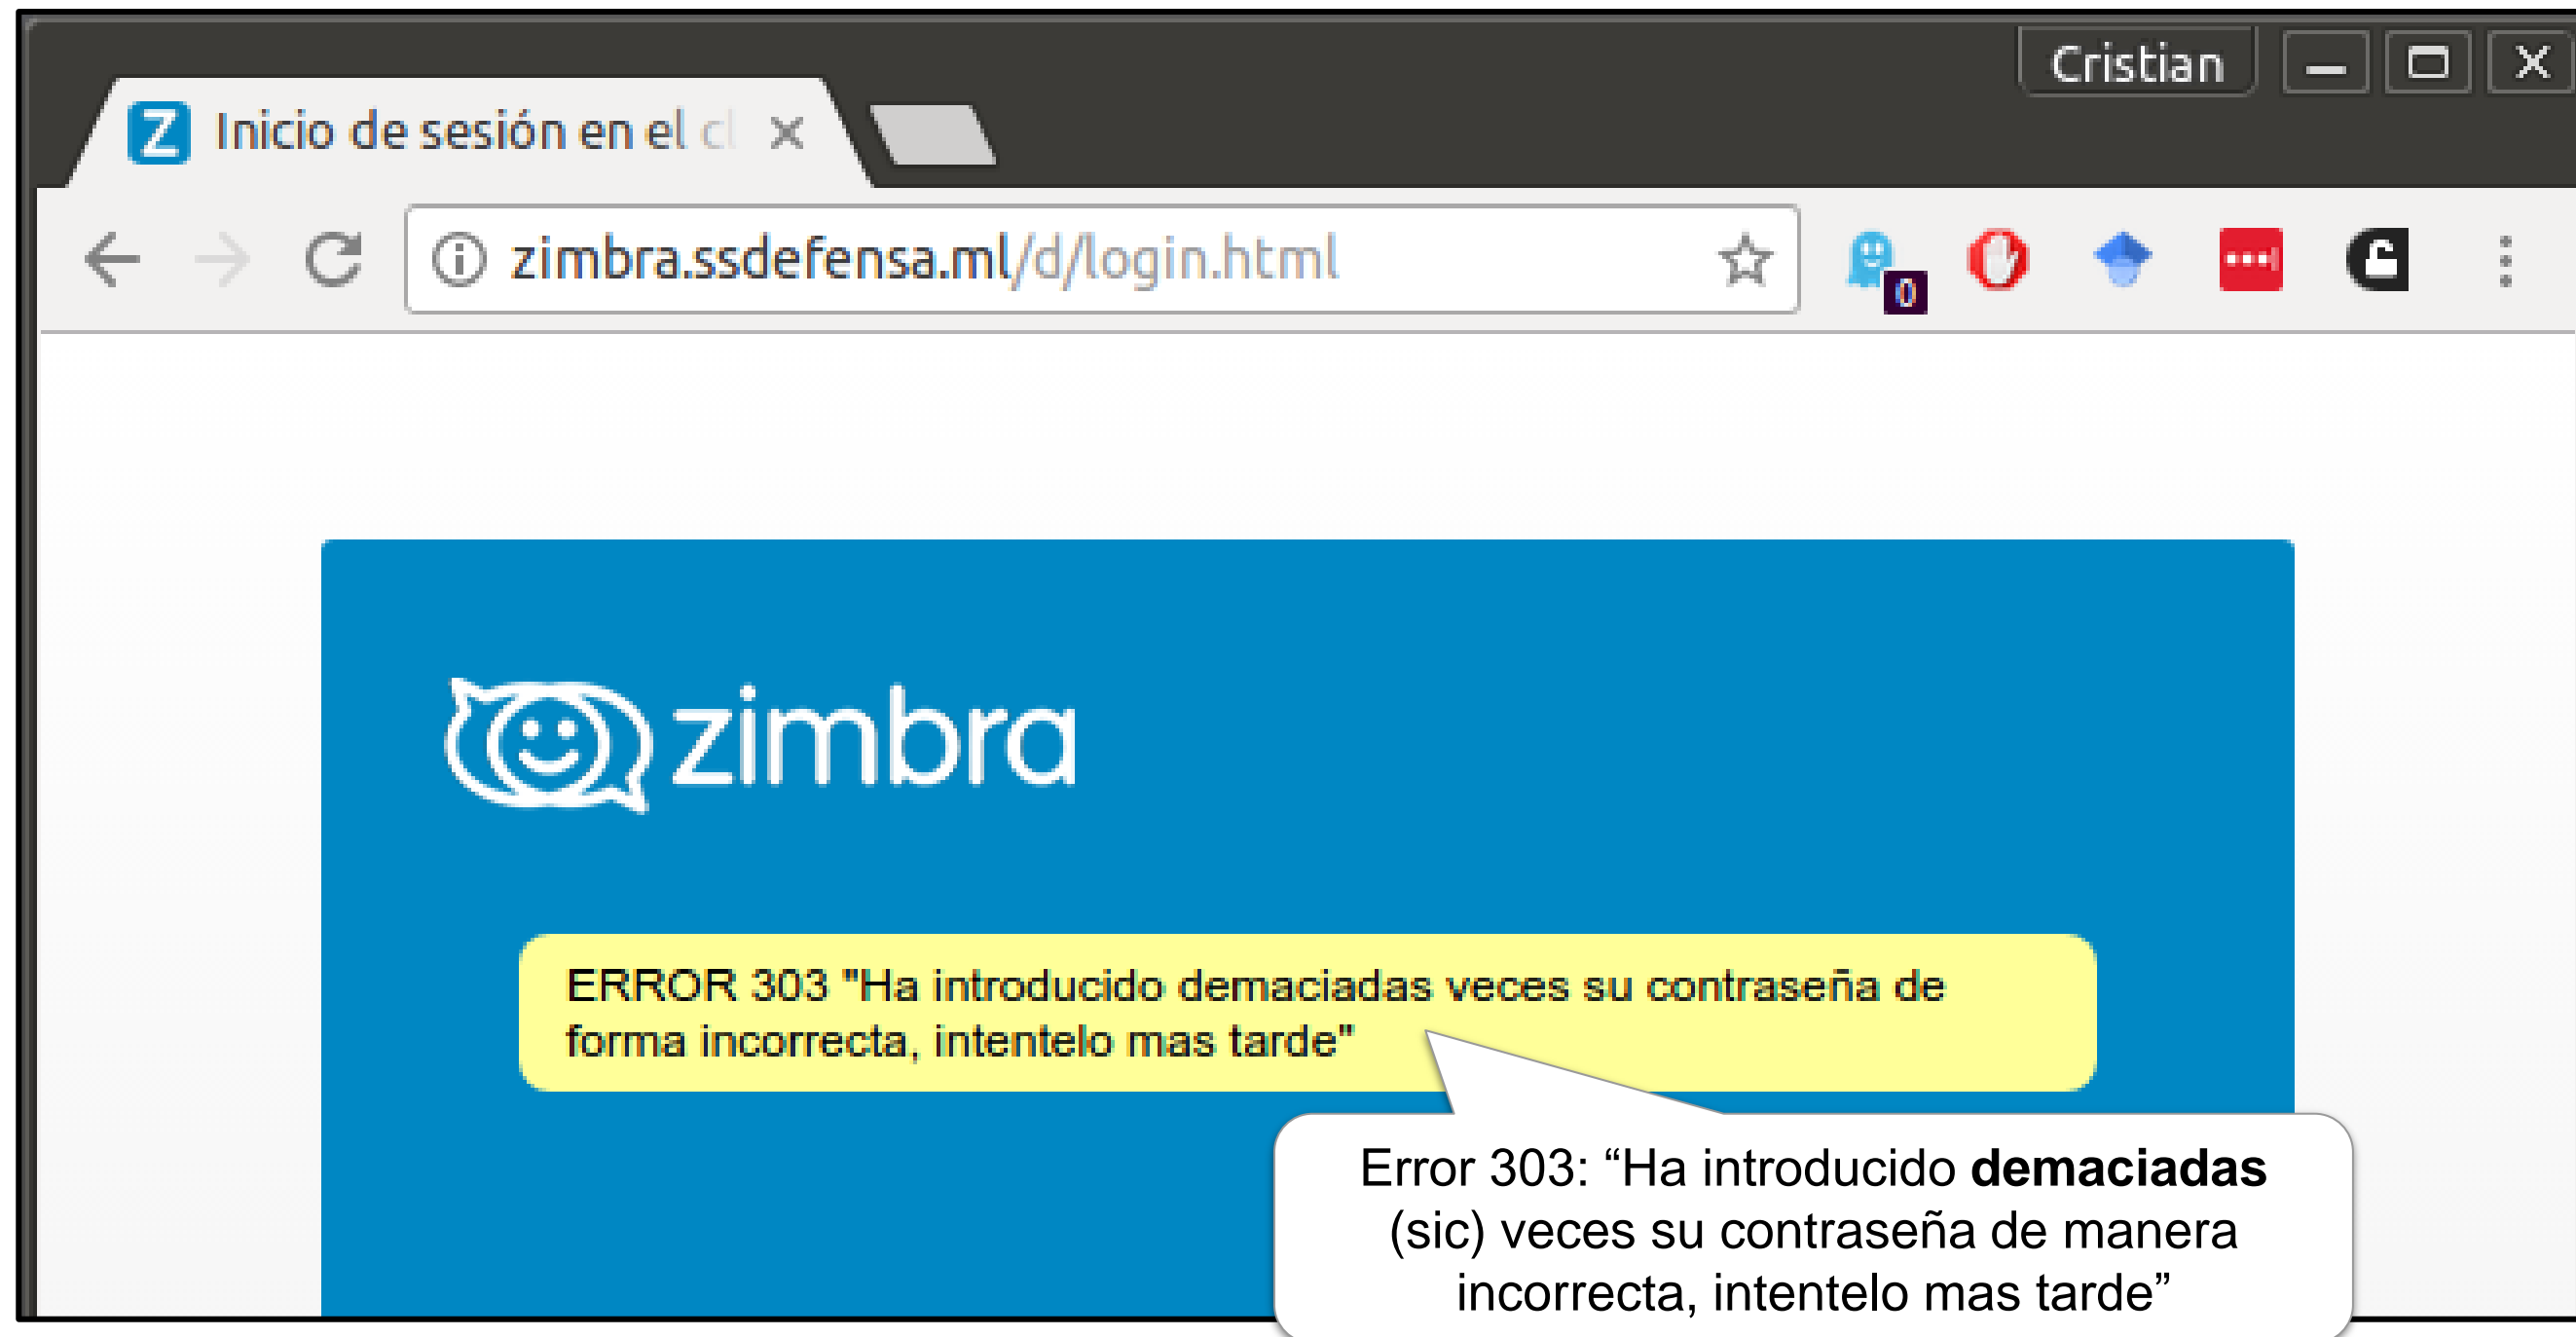 Cristian
Z Inicio de sesión en el cl
zimbra.ssdefensa.ml/d/login.html
0
zimbra
ERROR 303 "Ha introducido demaciadas veces su contraseña de
forma incorrecta, intentelo mas tarde"
Error 303: “Ha introducido demaciadas
(sic) veces su contraseña de manera
incorrecta, intentelo mas tarde”